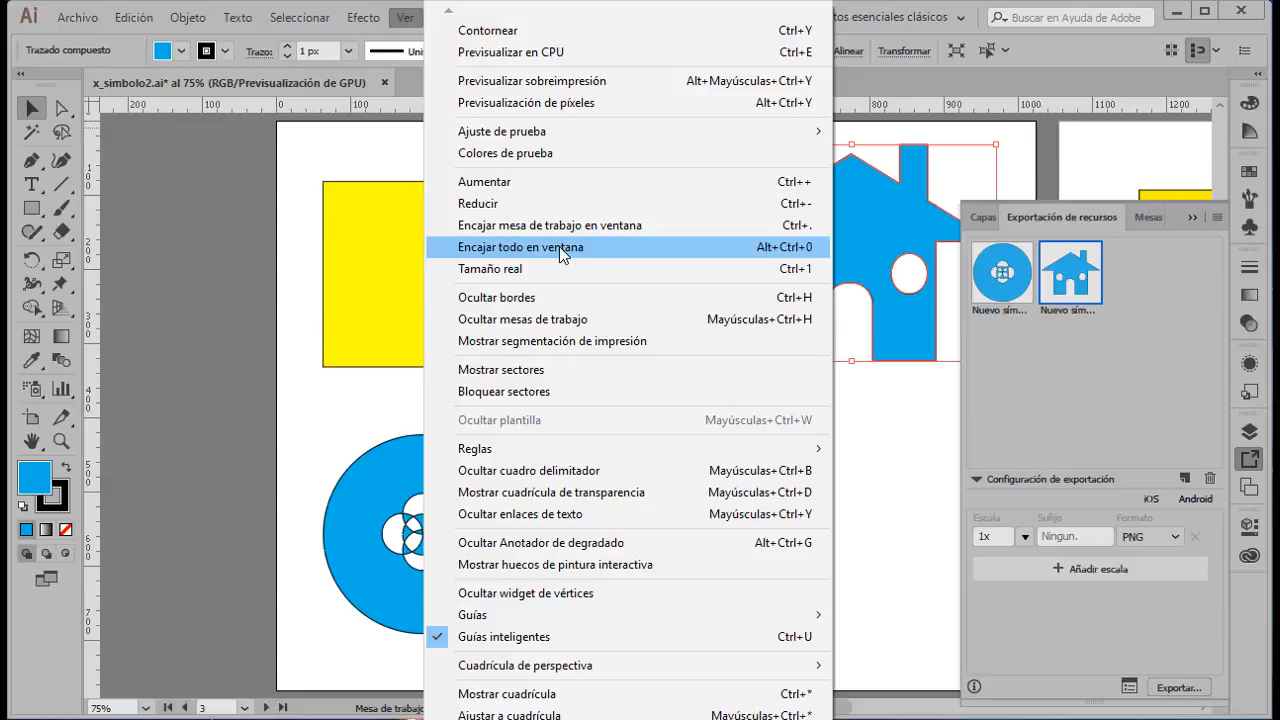 Ai
Archivo Edición Objeto Texto Seleccionar Efecto Ver
tos esenciales clásicos
Buscar en Ayuda de Adobe
Trazado compuesto
Trazo:
1 px
Uni
Alinear
Transformar
x_simbolo2.ai* al 75% (RGB/Previsualización de GPU)
200 100 0 100
800 900 1000 1100 1200
Contornear Ctrl+Y
Previsualizar en CPU Ctrl+E
Previsualizar sobreimpresión Alt+Mayúsculas+Ctrl+Y
Previsualización de píxeles Alt+Ctrl+Y
Ajuste de prueba
Colores de prueba
Aumentar Ctrl++
Reducir Ctrl+-
Encajar mesa de trabajo en ventana Ctrl+.
Encajar todo en ventana Alt+Ctrl+0
Tamaño real Ctrl+1
Ocultar bordes Ctrl+H
Ocultar mesas de trabajo Mayúsculas+Ctrl+H
Mostrar segmentación de impresión
Mostrar sectores
Bloquear sectores
Ocultar plantilla Mayúsculas+Ctrl+W
Reglas
Ocultar cuadro delimitador Mayúsculas+Ctrl+B
Mostrar cuadrícula de transparencia Mayúsculas+Ctrl+D
Ocultar enlaces de texto Mayúsculas+Ctrl+Y
Ocultar Anotador de degradado Alt+Ctrl+G
Mostrar huecos de pintura interactiva
Ocultar widget de vértices
Guías
Guías inteligentes Ctrl+U
Cuadrícula de perspectiva
Mostrar cuadrícula Ctrl+*
Ajustar a cuadrícula Mayúsculas+Ctrl+*
Capas Exportación de recursos Mesas
Nuevo sím... Nuevo sím...
Configuración de exportación
iOS Android
Escala Sufijo Formato
1x Ningun. PNG
Añadir escala
Exportar...
100
200
300
400
500
600
700
75% 3 Mesa de trabajo